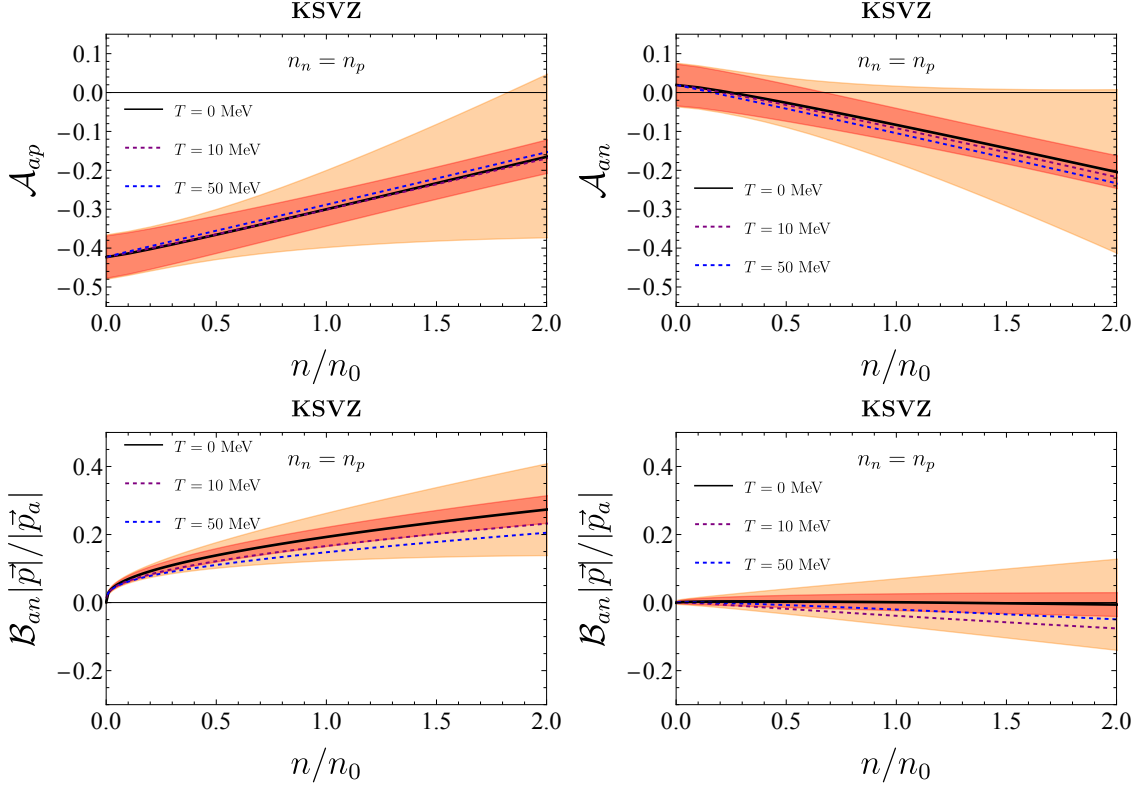 KSVZ
n_n = n_p
T = 0 MeV
T = 10 MeV
T = 50 MeV
𝒜_ap
0.1
0.0
−0.1
−0.2
−0.3
−0.4
−0.5
0.0 0.5 1.0 1.5 2.0
n/n_0
KSVZ
n_n = n_p
T = 0 MeV
T = 10 MeV
T = 50 MeV
𝒜_an
0.1
0.0
−0.1
−0.2
−0.3
−0.4
−0.5
0.0 0.5 1.0 1.5 2.0
n/n_0
KSVZ
n_n = n_p
T = 0 MeV
T = 10 MeV
T = 50 MeV
ℬ_an|p⃗|/|p⃗_a|
0.4
0.2
0.0
−0.2
0.0 0.5 1.0 1.5 2.0
n/n_0
KSVZ
n_n = n_p
T = 0 MeV
T = 10 MeV
T = 50 MeV
ℬ_an|p⃗|/|p⃗_a|
0.4
0.2
0.0
−0.2
0.0 0.5 1.0 1.5 2.0
n/n_0